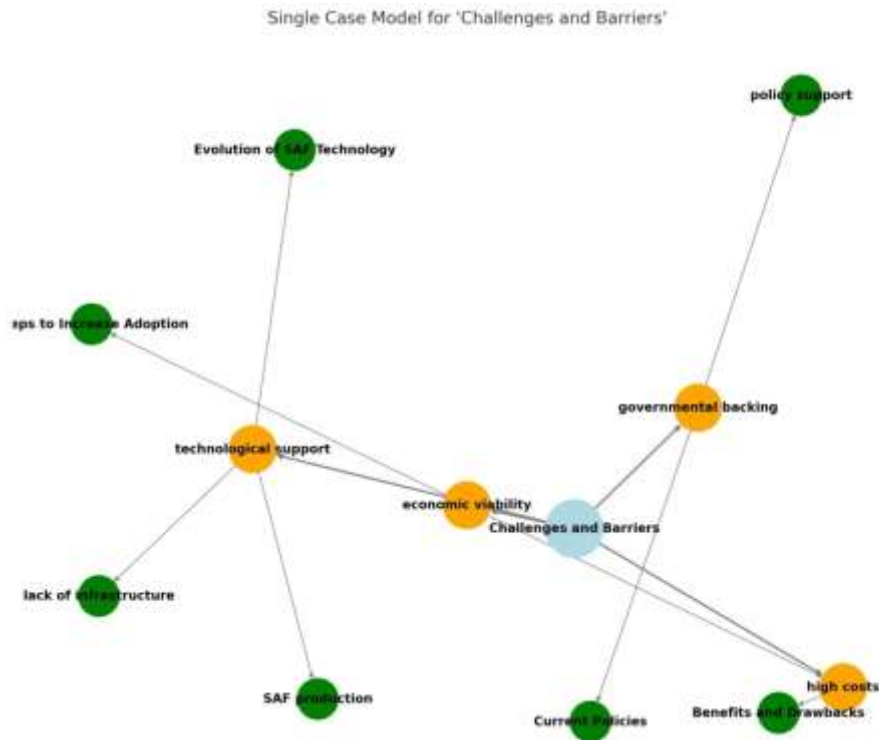 Single Case Model for 'Challenges and Barriers'
policy support
Evolution of SAF Technology
eps to Increase Adoption
governmental backing
technological support
economic viability
Challenges and Barriers
lack of infrastructure
high costs
SAF production
Benefits and Drawbacks
Current Policies